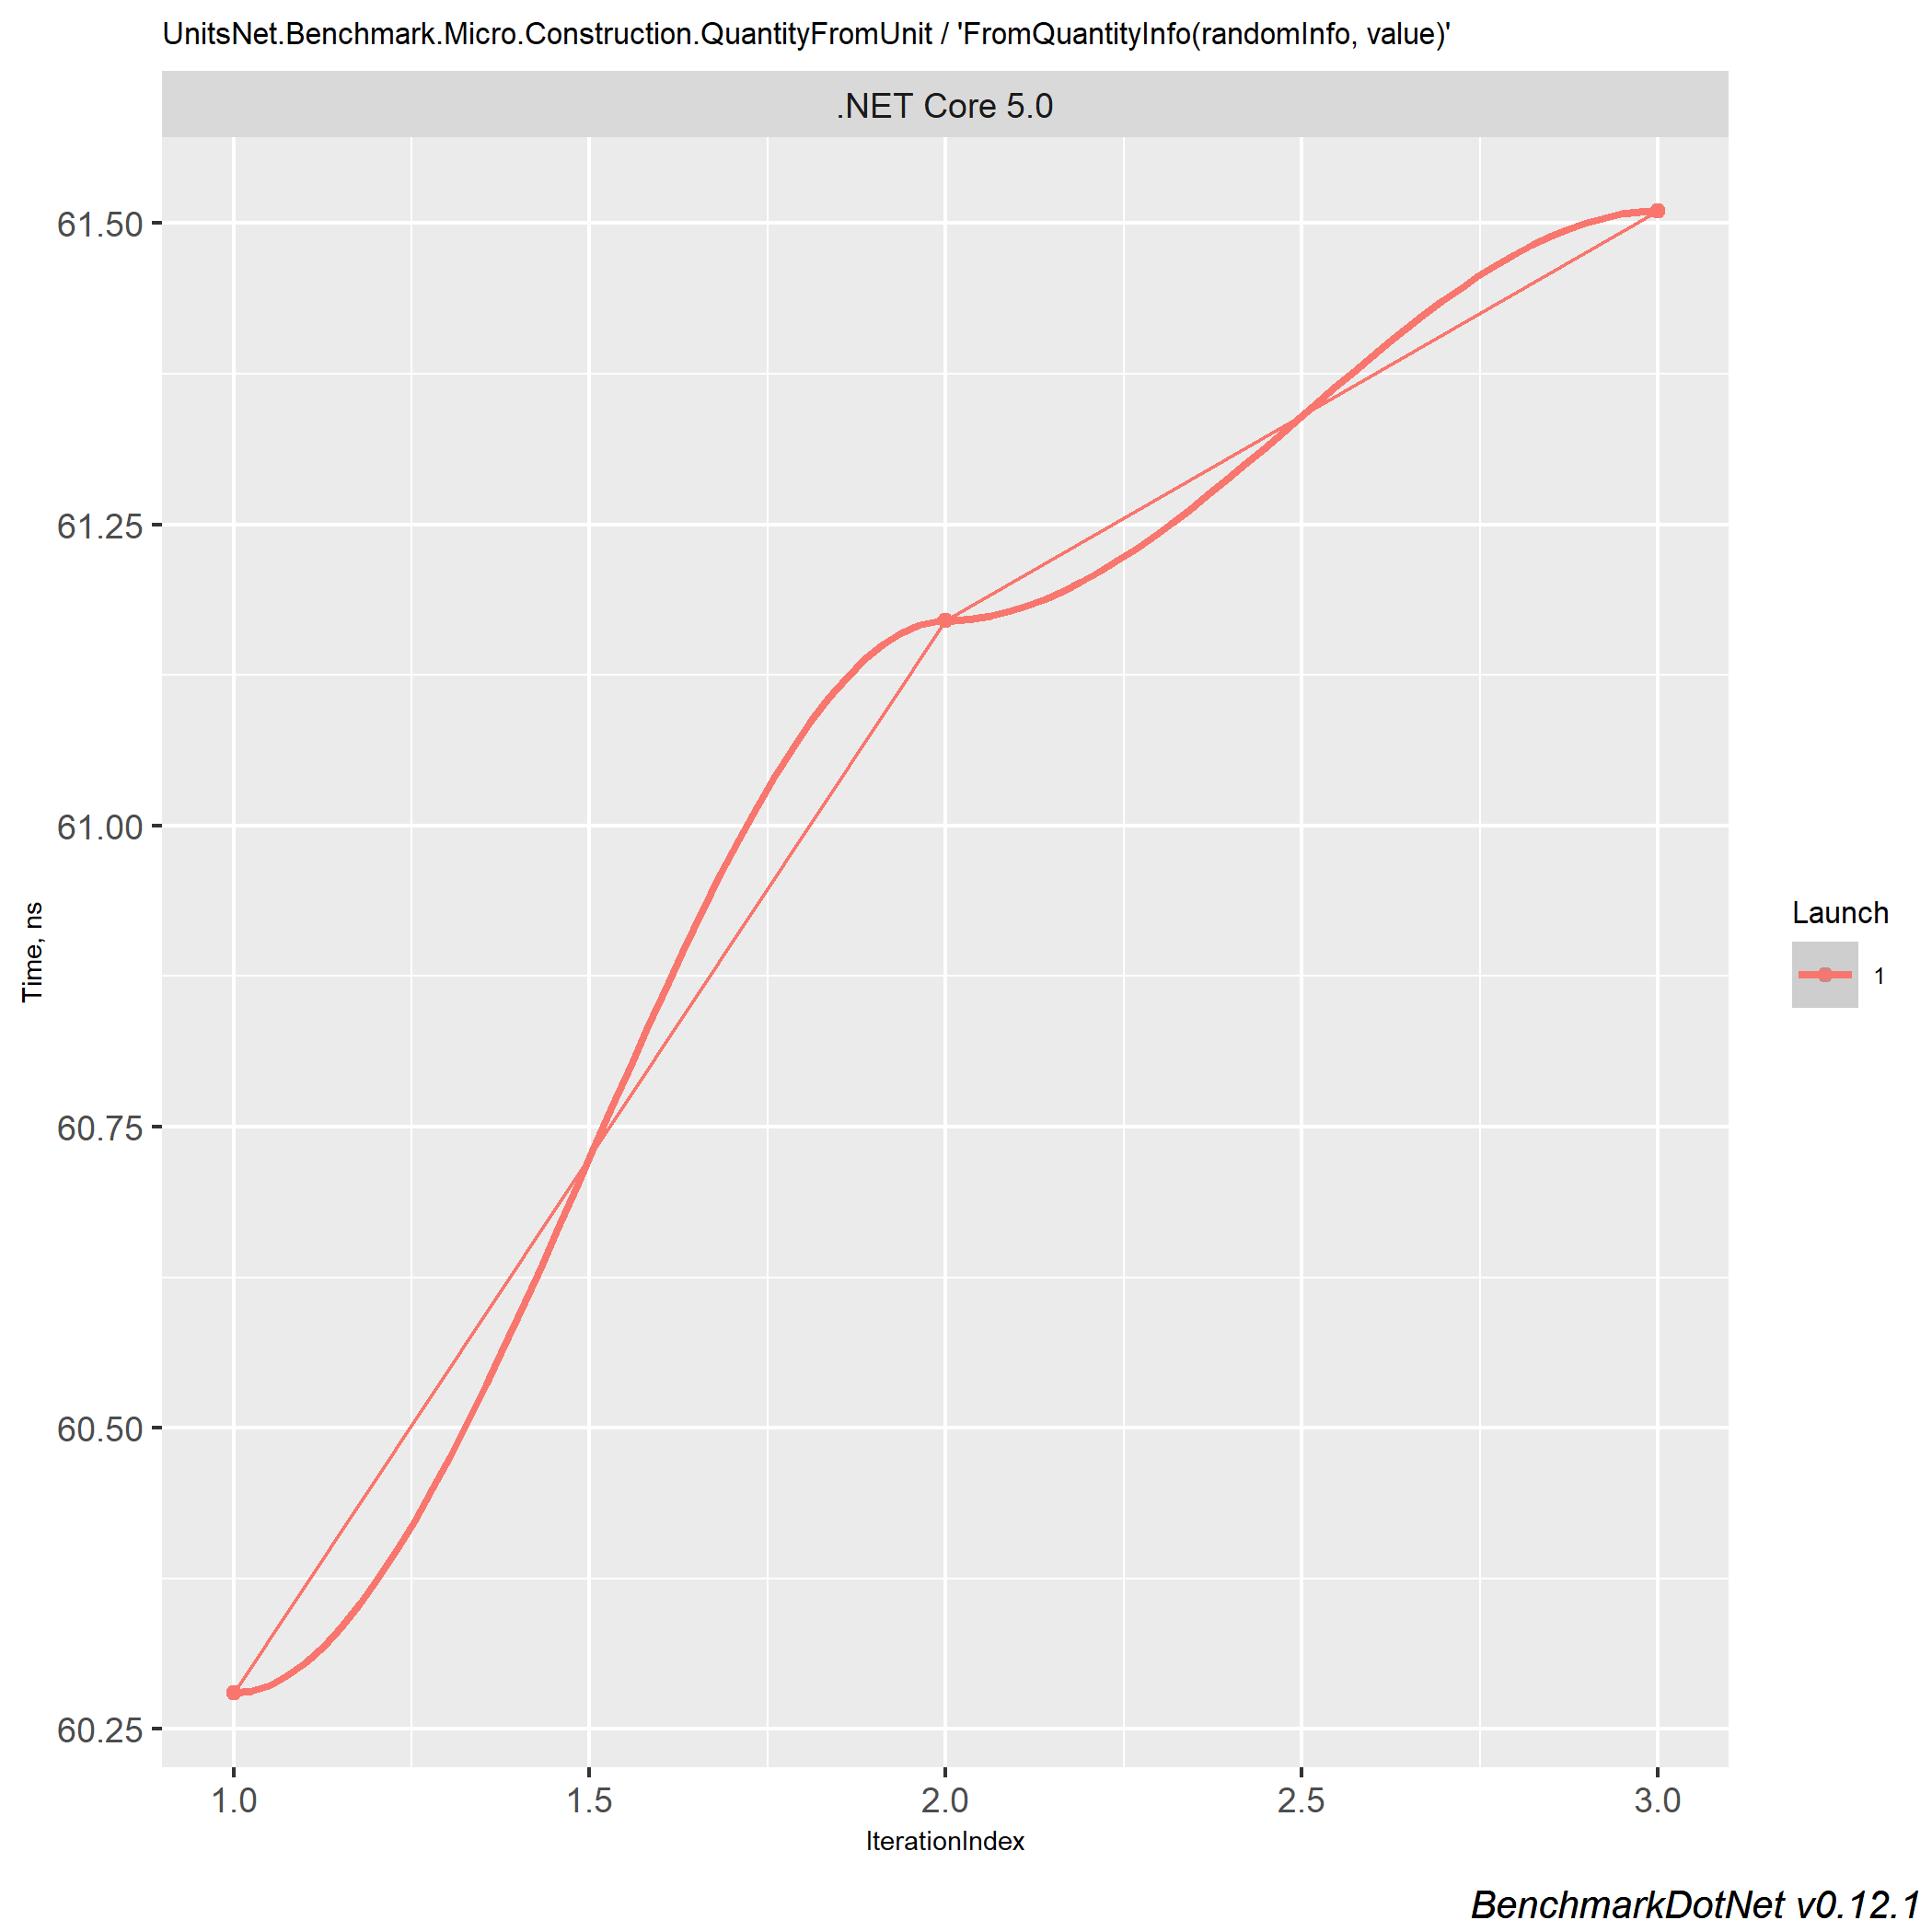 UnitsNet.Benchmark.Micro.Construction.QuantityFromUnit / 'FromQuantityInfo(randomInfo, value)'
.NET Core 5.0
61.50
61.25
61.00
60.75
60.50
60.25
Time, ns
1.0 1.5 2.0 2.5 3.0
IterationIndex
Launch
1
BenchmarkDotNet v0.12.1